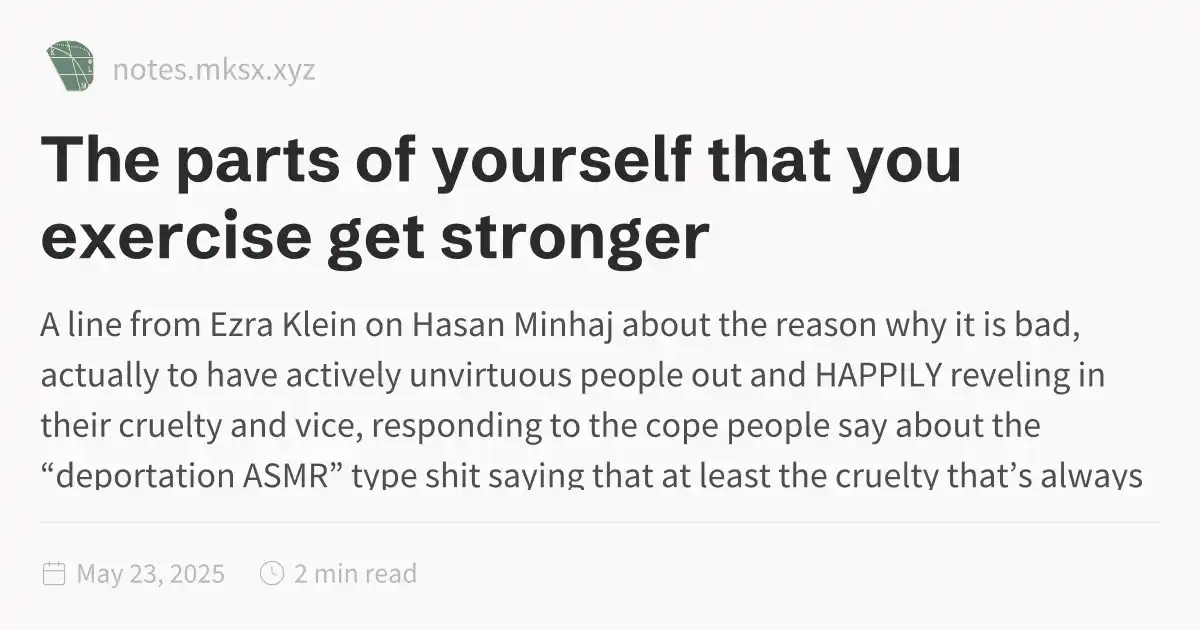 notes.mksx.xyz
The parts of yourself that you
exercise get stronger
A line from Ezra Klein on Hasan Minhaj about the reason why it is bad,
actually to have actively unvirtuous people out and HAPPILY reveling in
their cruelty and vice, responding to the cope people say about the
“deportation ASMR” type shit saying that at least the cruelty that’s always
May 23, 2025
2 min read